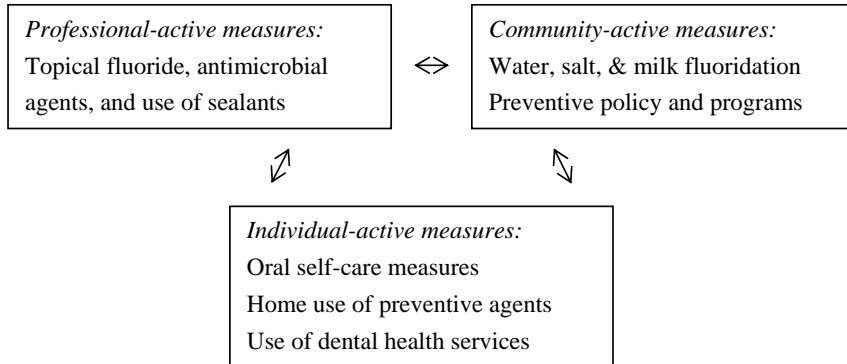 Professional-active measures:
Topical fluoride, antimicrobial
agents, and use of sealants
Community-active measures:
Water, salt, & milk fluoridation
Preventive policy and programs
Individual-active measures:
Oral self-care measures
Home use of preventive agents
Use of dental health services